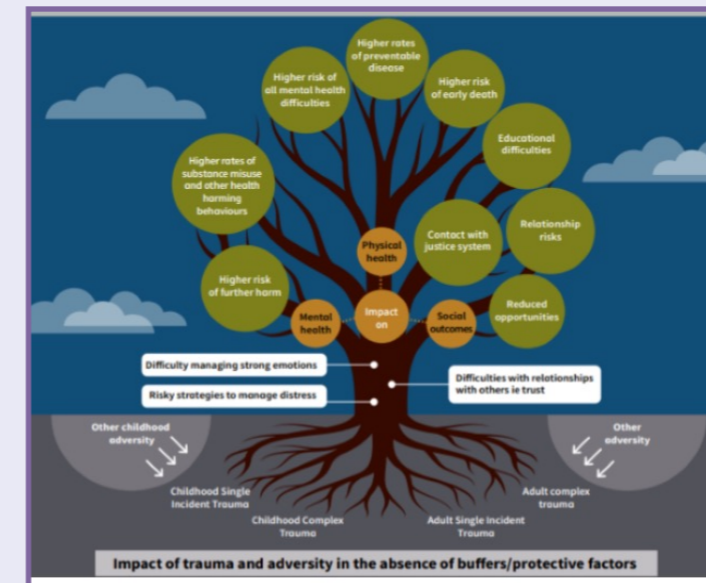 Higher rates
of preventable
disease
Higher risk of
all mental health
difficulties
Higher risk
of early death
Educational
difficulties
Higher rates of
substance misuse
and other health
harming
behaviours
Contact with
justice system
Relationship
risks
Physical
health
Higher risk
of further harm
Mental
health
Impact
on
Social
outcomes
Reduced
opportunities
Difficulty managing strong emotions
Risky strategies to manage distress
Difficulties with relationships
with others ie trust
Other childhood
adversity
Other
adversity
Childhood Single
Incident Trauma
Childhood Complex
Trauma
Adult Single Incident
Trauma
Adult complex
trauma
Impact of trauma and adversity in the absence of buffers/protective factors